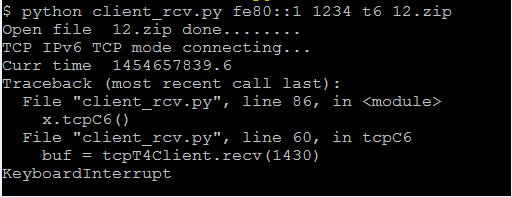 $ python client_rcv.py fe80::1 1234 t6 12.zip
Open file  12.zip done........
TCP IPv6 TCP mode connecting...
Curr time  1454657839.6
Traceback (most recent call last):
  File "client_rcv.py", line 86, in <module>
    x.tcpC6()
  File "client_rcv.py", line 60, in tcpC6
    buf = tcpT4Client.recv(1430)
KeyboardInterrupt